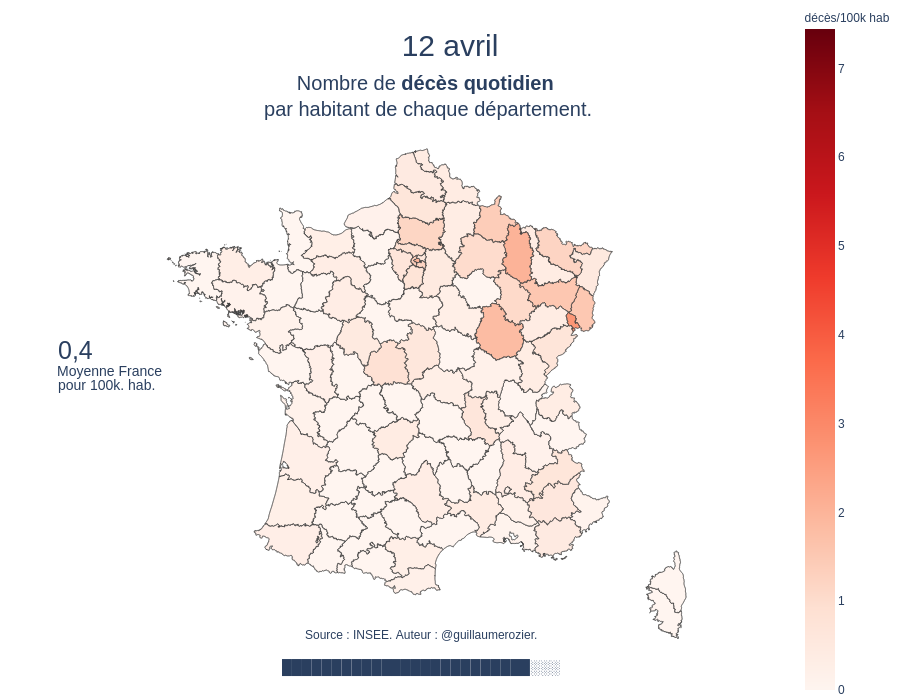 décès/100k hab
12 avril
Nombre de décès quotidien
par habitant de chaque département.
7
6
5
4
3
2
1
0
0,4
Moyenne France
pour 100k. hab.
Source : INSEE. Auteur : @guillaumerozier.